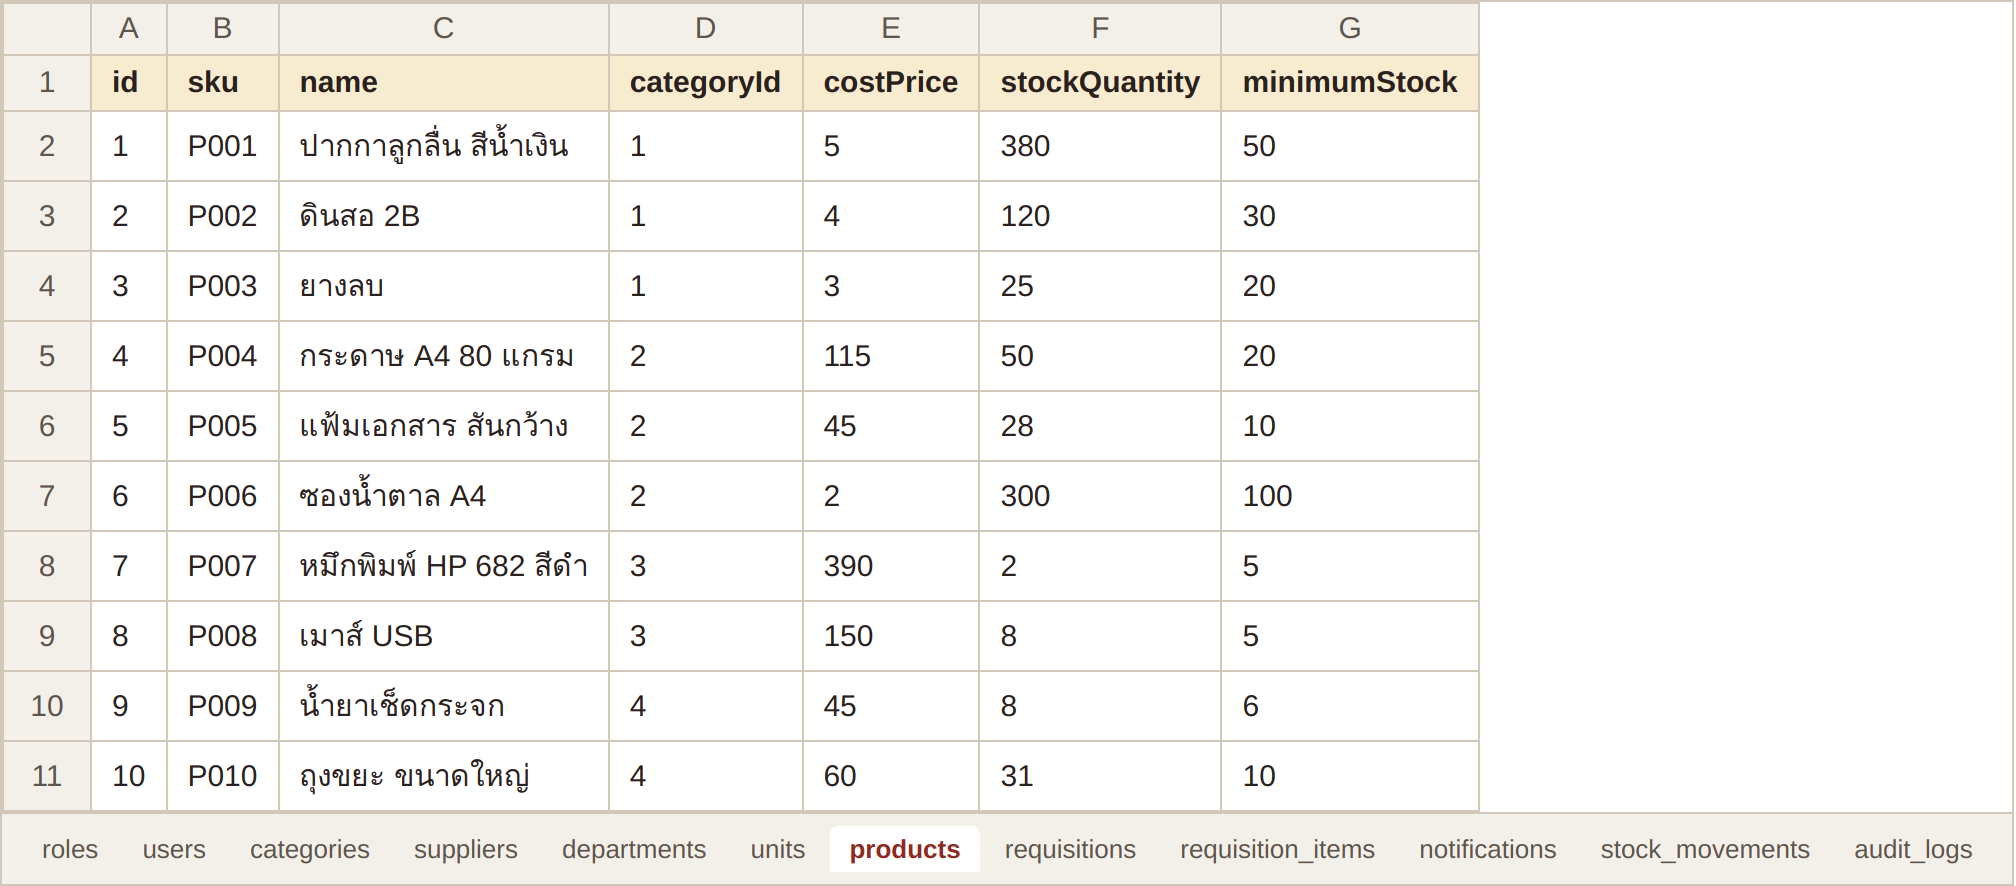 A B C D E F G
1 id sku name categoryId costPrice stockQuantity minimumStock
2 1 P001 ปากกาลูกลื่น สีน้ำเงิน 1 5 380 50
3 2 P002 ดินสอ 2B 1 4 120 30
4 3 P003 ยางลบ 1 3 25 20
5 4 P004 กระดาษ A4 80 แกรม 2 115 50 20
6 5 P005 แฟ้มเอกสาร สันกว้าง 2 45 28 10
7 6 P006 ซองน้ำตาล A4 2 2 300 100
8 7 P007 หมึกพิมพ์ HP 682 สีดำ 3 390 2 5
9 8 P008 เมาส์ USB 3 150 8 5
10 9 P009 น้ำยาเช็ดกระจก 4 45 8 6
11 10 P010 ถุงขยะ ขนาดใหญ่ 4 60 31 10
roles users categories suppliers departments units products requisitions requisition_items notifications stock_movements audit_logs